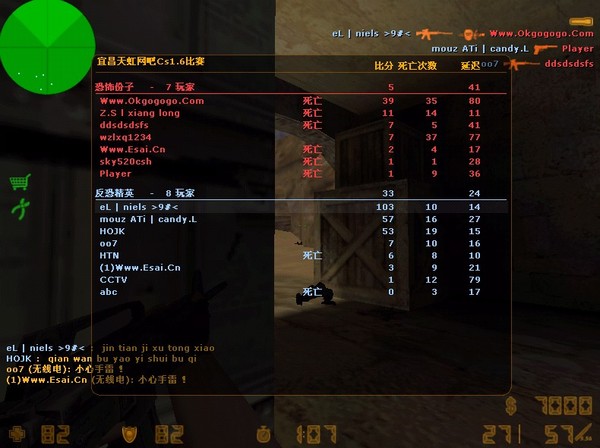 eL | niels >9#< Www.Okgogogo.Com
mouz ATi | candy.L Player
oo7 ddsdsdsfs
宜昌天虹网吧Cs1.6比赛
比分 死亡次数 延迟
恐怖份子 - 7 玩家 5 41
Www.Okgogogo.Com 死亡 39 35 80
Z.S l xiang long 死亡 11 14 11
ddsdsdsfs 死亡 7 5 41
wzlxq1234 7 37 77
Www.Esai.Cn 死亡 2 4 17
sky520csh 死亡 1 1 28
Player 死亡 1 9 36
反恐精英 - 8 玩家 33 24
eL | niels >9#< 103 10 14
mouz ATi | candy.L 57 16 27
HOJK 53 19 15
oo7 7 10 16
HTN 死亡 6 8 10
(1)Www.Esai.Cn 3 9 21
CCTV 1 12 79
abc 死亡 0 3 17
eL | niels >9#< : jin tian ji xu tong xiao
HOJK : qian wan bu yao yi shui bu qi
oo7 (无线电): 小心手雷 !
(1)Www.Esai.Cn (无线电): 小心手雷 !
$ 7000
82 82 1:07 27 | 57